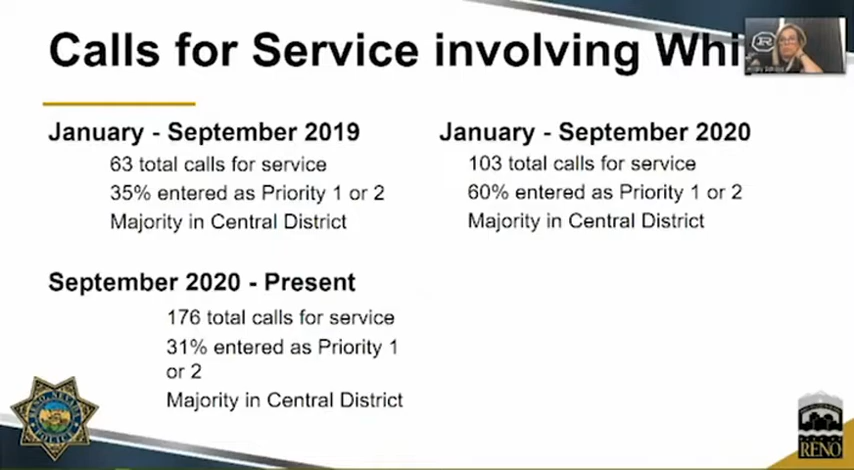 Calls for Service involving Whi
January - September 2019
63 total calls for service
35% entered as Priority 1 or 2
Majority in Central District
January - September 2020
103 total calls for service
60% entered as Priority 1 or 2
Majority in Central District
September 2020 - Present
176 total calls for service
31% entered as Priority 1
or 2
Majority in Central District
RENO, NEVADA
POLICE
RENO